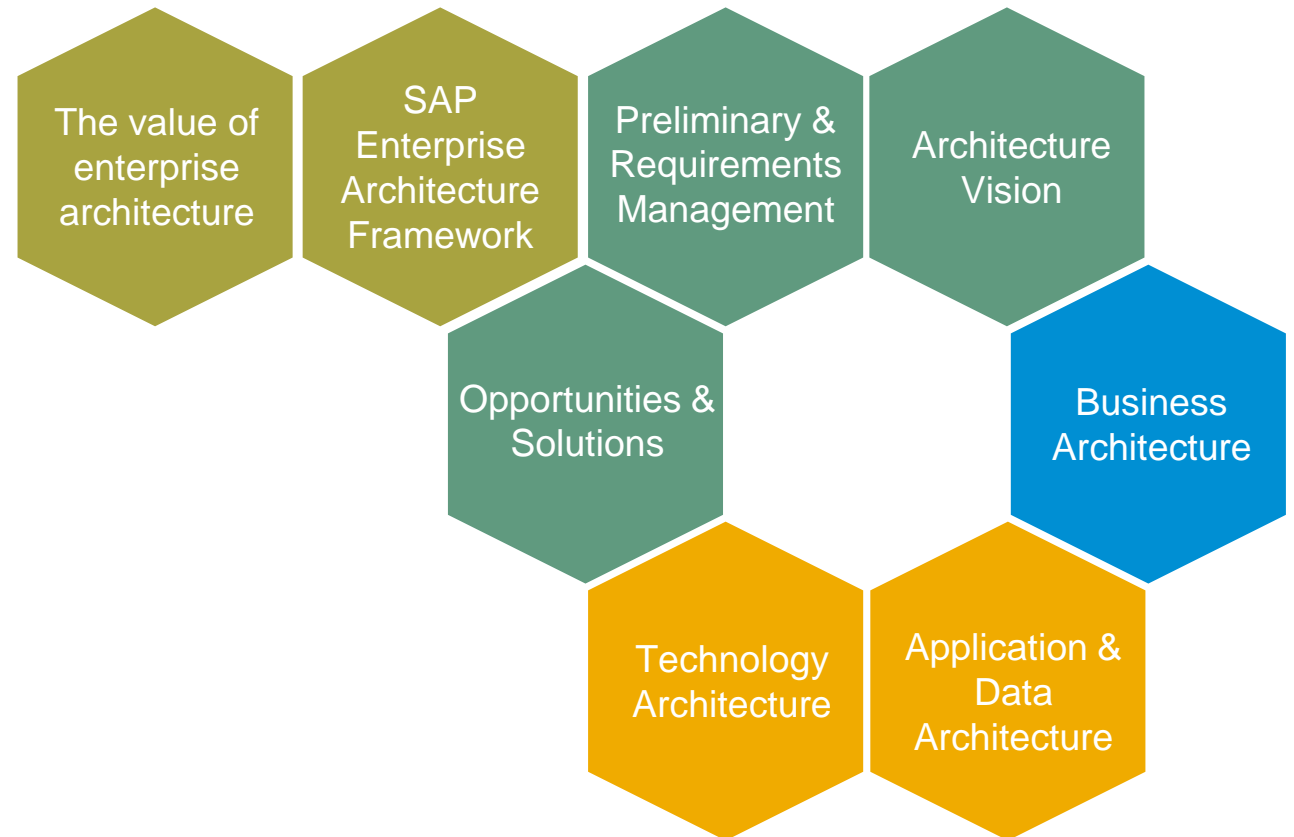 The value of
enterprise
architecture
SAP
Enterprise
Architecture
Framework
Preliminary &
Requirements
Management
Architecture
Vision
Opportunities &
Solutions
Business
Architecture
Technology
Architecture
Application &
Data
Architecture